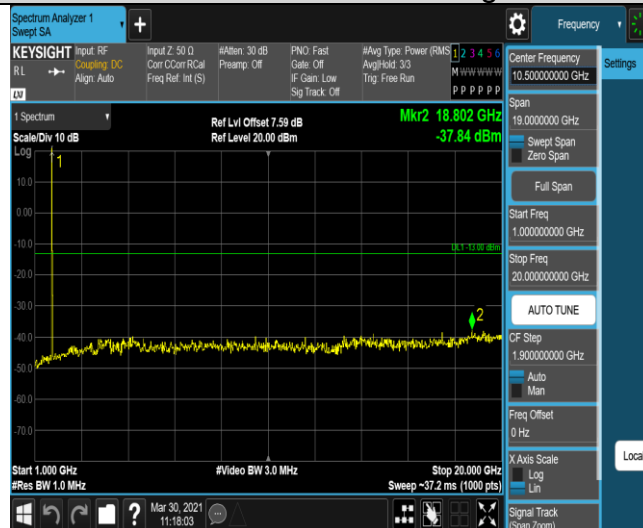 Spectrum Analyzer 1
Swept SA
Frequency
KEYSIGHT
Input: RF
Coupling: DC
Align: Auto
Input Z: 50 Ω
Corr CCorr RCal
Freq Ref: Int (S)
#Atten: 30 dB
Preamp: Off
PNO: Fast
Gate: Off
IF Gain: Low
Sig Track: Off
#Avg Type: Power (RMS
Avg|Hold: 3/3
Trig: Free Run
1 2 3 4 5 6
M W W W W W
P P P P P P
R L
LXI
Center Frequency
10.500000000 GHz
Settings
1 Spectrum
Scale/Div 10 dB
Log
Ref Lvl Offset 7.59 dB
Ref Level 20.00 dBm
Mkr2 18.802 GHz
-37.84 dBm
Span
19.0000000 GHz
Swept Span
Zero Span
Full Span
Start Freq
1.000000000 GHz
Stop Freq
20.000000000 GHz
AUTO TUNE
CF Step
1.900000000 GHz
Auto
Man
Freq Offset
0 Hz
X Axis Scale
Log
Lin
Local
Signal Track
(Span Zoom)
1
10.0
0.00
-10.0
DL1 -13.00 dBm
-20.0
-30.0
2
-40.0
-50.0
-60.0
-70.0
Start 1.000 GHz
#Res BW 1.0 MHz
#Video BW 3.0 MHz
Stop 20.000 GHz
Sweep ~37.2 ms (1000 pts)
?
Mar 30, 2021
11:18:03